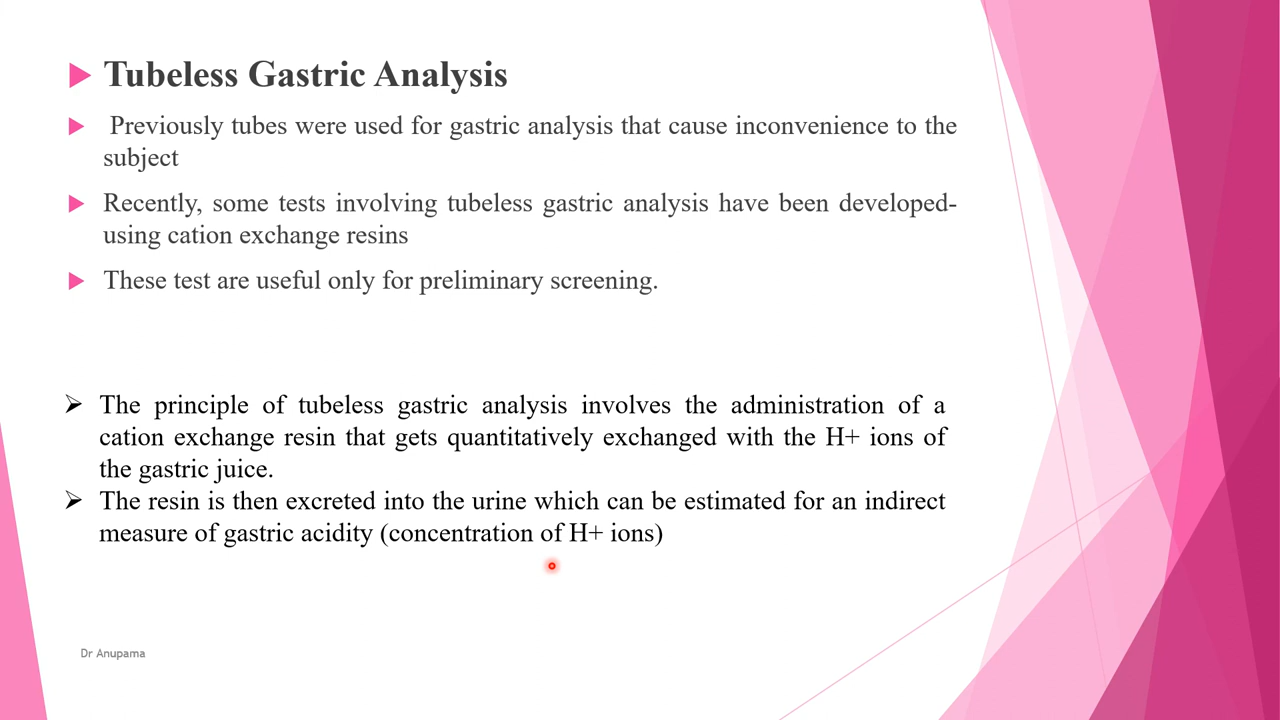 Tubeless Gastric Analysis
Previously tubes were used for gastric analysis that cause inconvenience to the
subject
Recently, some tests involving tubeless gastric analysis have been developed-
using cation exchange resins
These test are useful only for preliminary screening.
The principle of tubeless gastric analysis involves the administration of a
cation exchange resin that gets quantitatively exchanged with the H+ ions of
the gastric juice.
The resin is then excreted into the urine which can be estimated for an indirect
measure of gastric acidity (concentration of H+ ions)
Dr Anupama